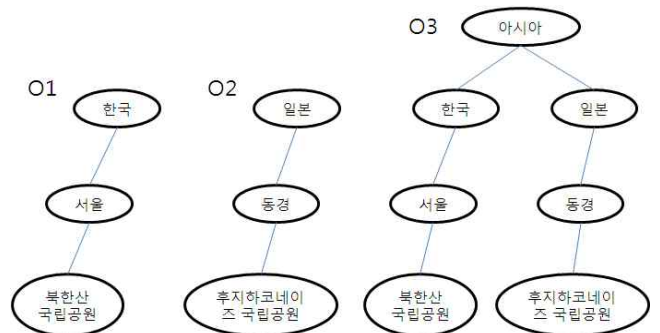 O3
아시아
O1
한국
O2
일본
한국
일본
서울
동경
서울
동경
북한산
국립공원
후지하코네이
즈 국립공원
북한산
국립공원
후지하코네이
즈 국립공원